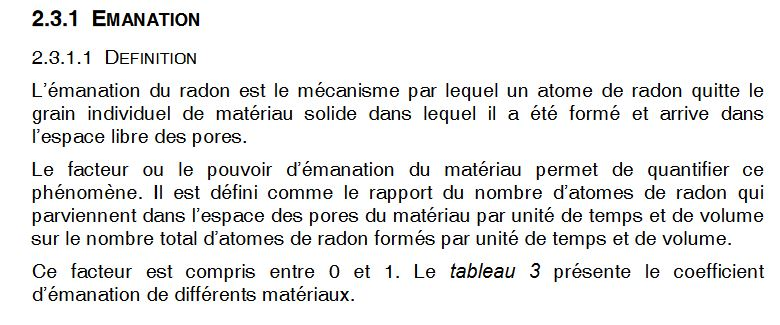 2.3.1 EMANATION
2.3.1.1 DEFINITION
L'émanation du radon est le mécanisme par lequel un atome de radon quitte le
grain individuel de matériau solide dans lequel il a été formé et arrive dans
l'espace libre des pores.
Le facteur ou le pouvoir d'émanation du matériau permet de quantifier ce
phénomène. Il est défini comme le rapport du nombre d'atomes de radon qui
parviennent dans l'espace des pores du matériau par unité de temps et de volume
sur le nombre total d'atomes de radon formés par unité de temps et de volume.
Ce facteur est compris entre 0 et 1. Le tableau 3 présente le coefficient
d'émanation de différents matériaux.